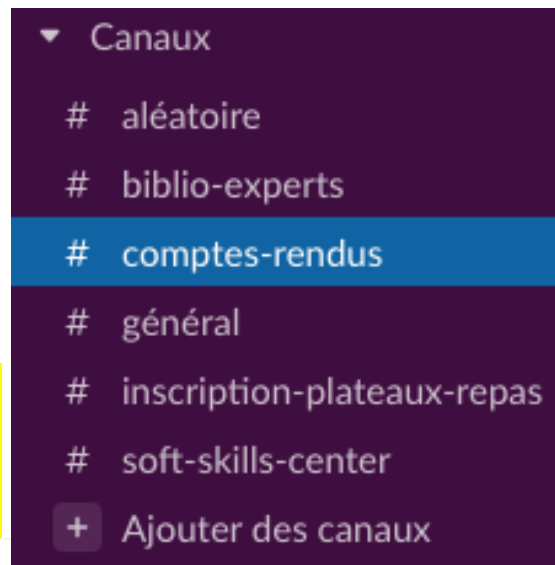 Canaux
# aléatoire
# biblio-experts
# comptes-rendus
# général
# inscription-plateaux-repas
# soft-skills-center
+ Ajouter des canaux